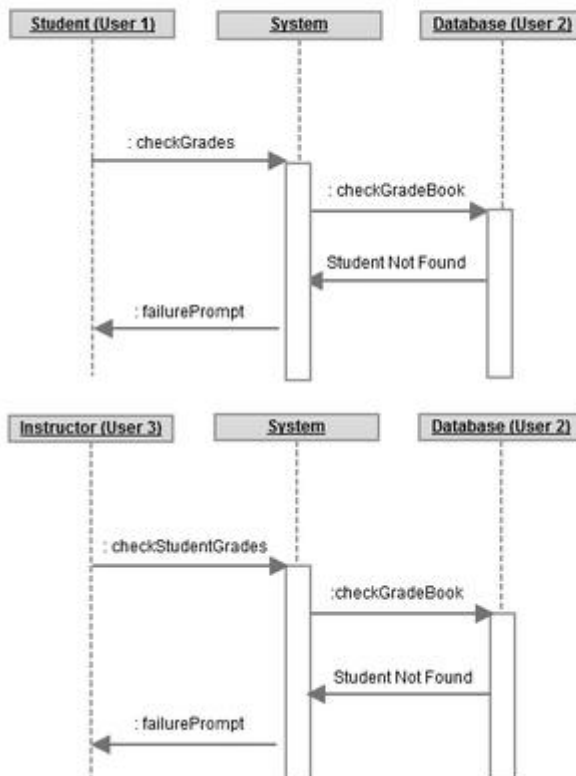 Student (User 1) System Database (User 2)
: checkGrades
: checkGradeBook
Student Not Found
: failurePrompt
Instructor (User 3) System Database (User 2)
: checkStudentGrades
:checkGradeBook
Student Not Found
: failurePrompt